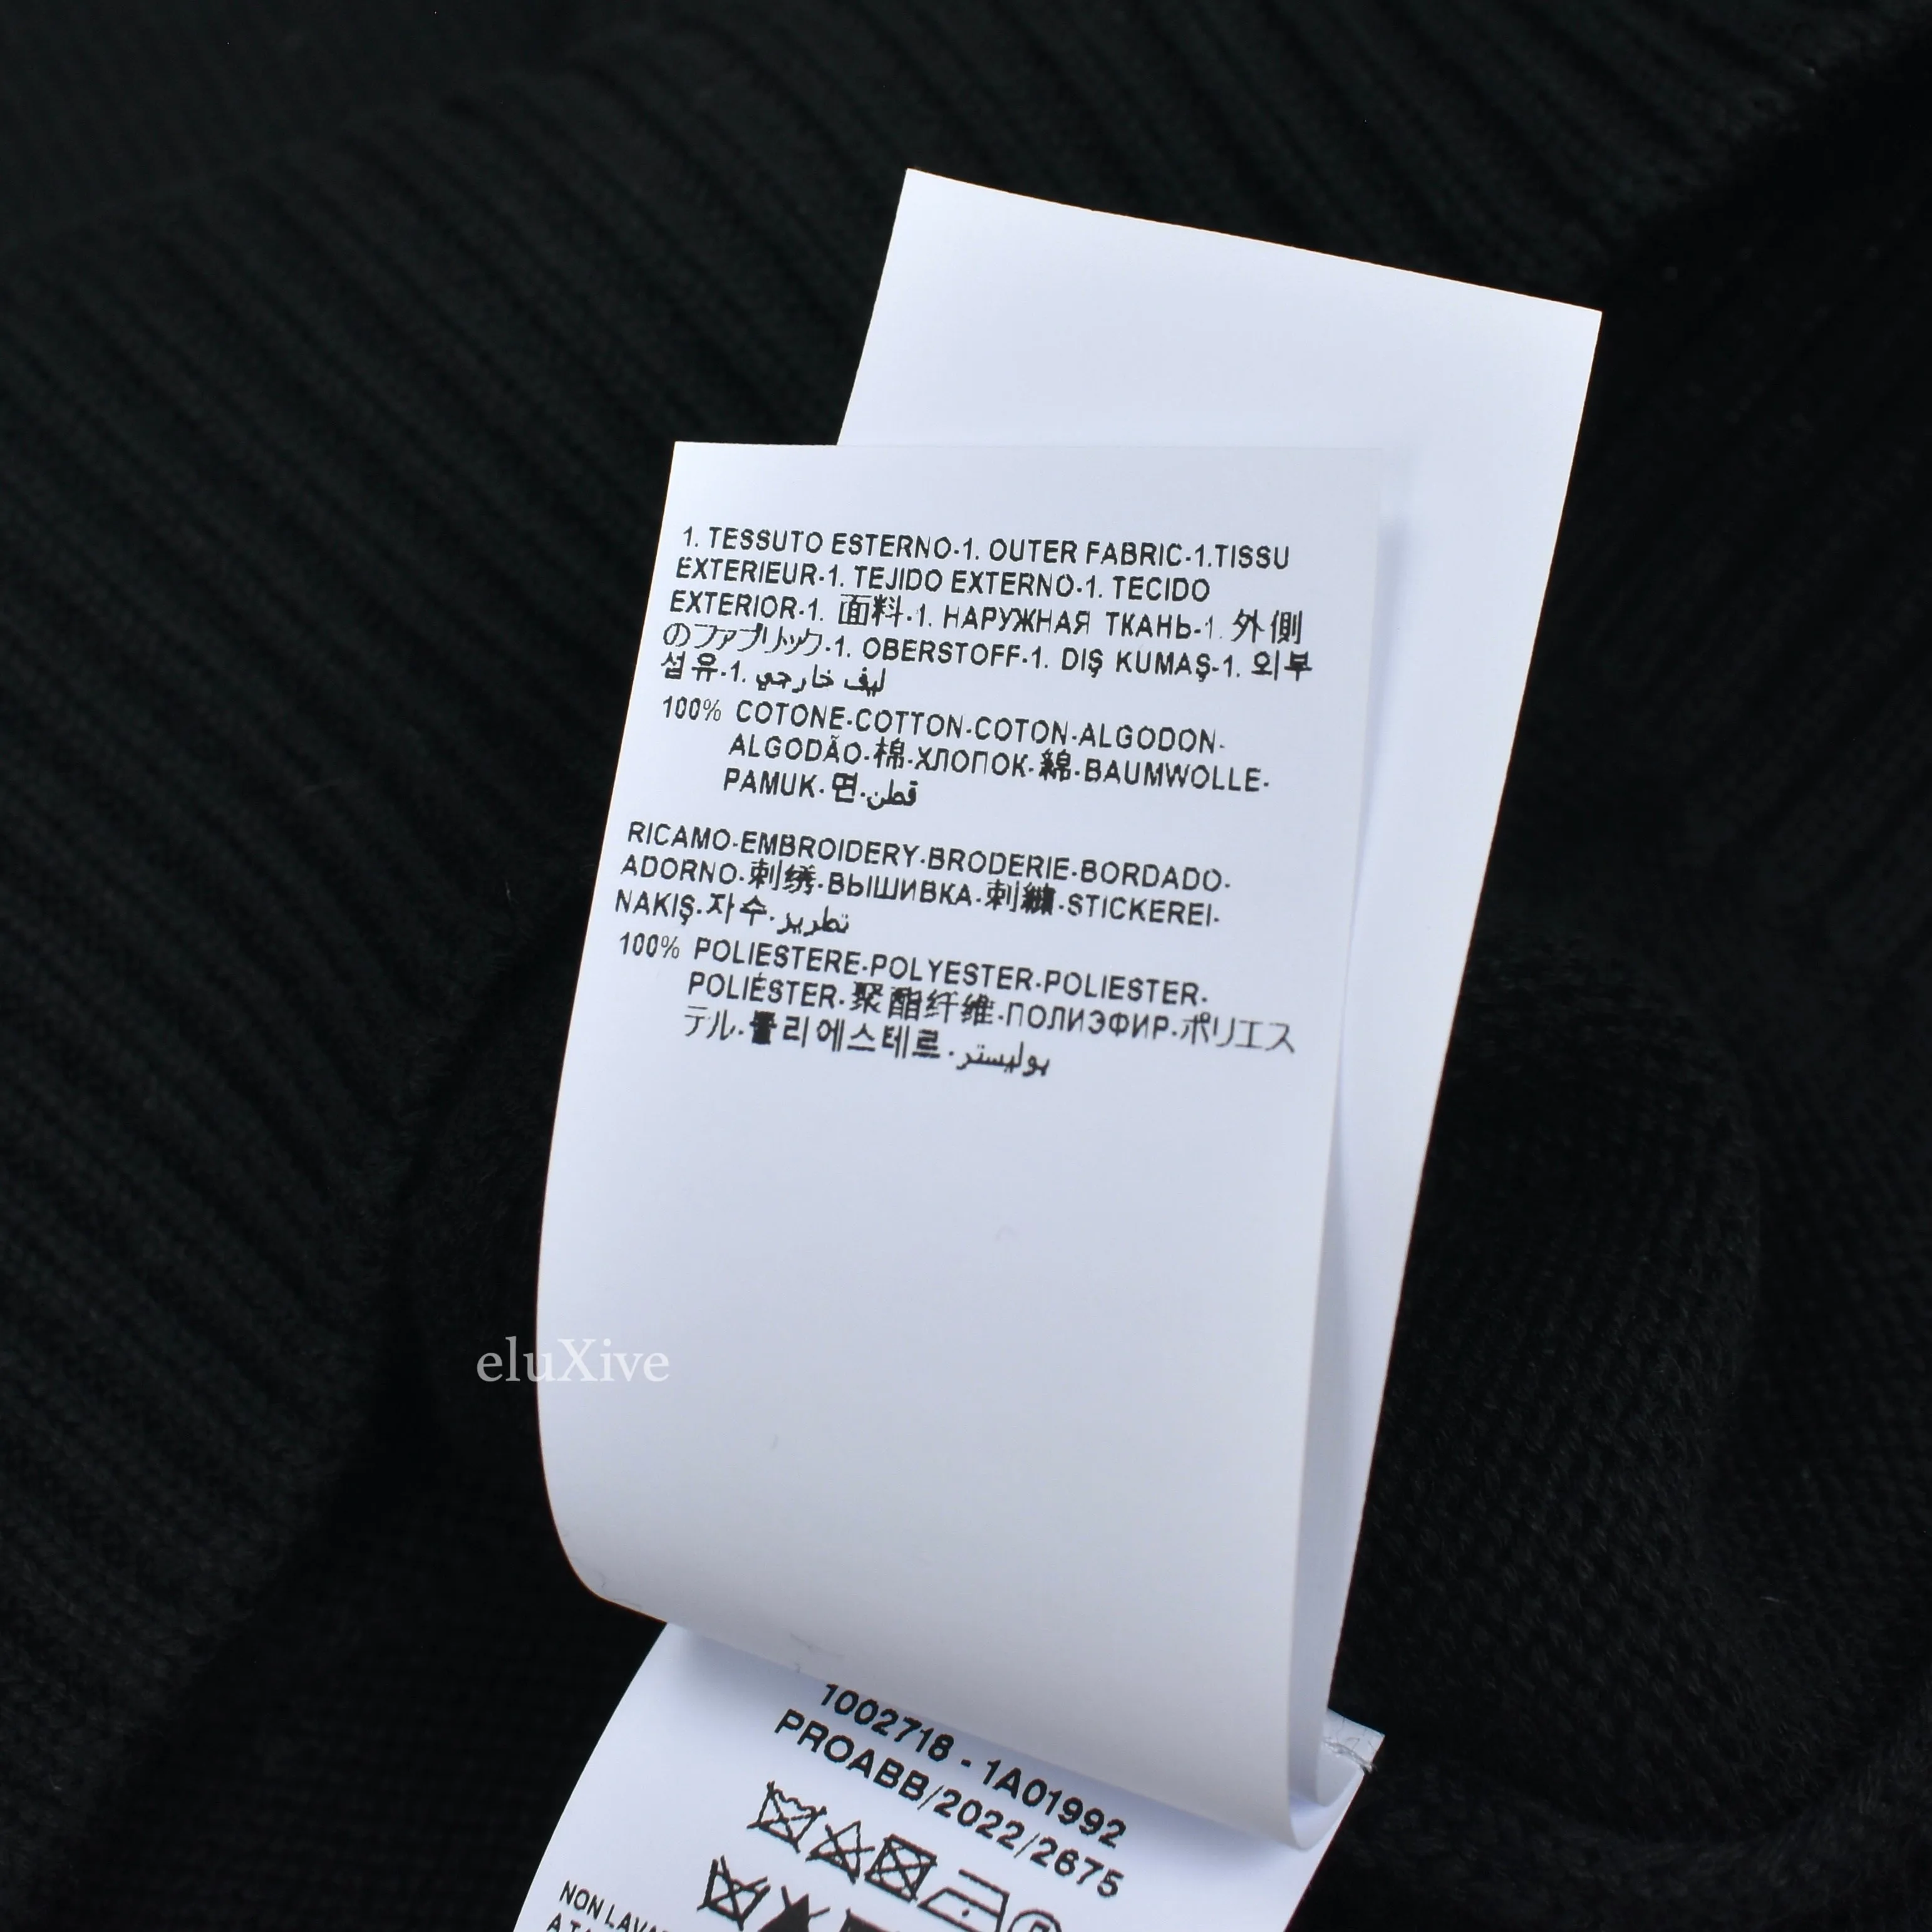 1. TESSUTO ESTERNO-1. OUTER FABRIC-1.TISSU
EXTERIEUR-1. TEJIDO EXTERNO-1. TECIDO
EXTERIOR-1. 面料-1. НАРУЖНАЯ ТКАНЬ-1. 外側
のファブリック-1. OBERSTOFF-1. DIŞ KUMAŞ-1. 외부
섬유-1. ليف خارجي
100% COTONE-COTTON-COTON-ALGODON-
ALGODÃO-棉-ХЛОПОК-綿-BAUMWOLLE-
PAMUK-면-قطن
RICAMO-EMBROIDERY-BRODERIE-BORDADO-
ADORNO-刺绣-ВЫШИВКА-刺繍-STICKEREI-
NAKIŞ-자수-تطريز
100% POLIESTERE-POLYESTER-POLIESTER-
POLIÉSTER-聚酯纤维-ПОЛИЭФИР-ポリエス
テル-폴리에스테르-بوليستر
eluXive
1002718 - 1A01992
PROABB/2022/2675
NON